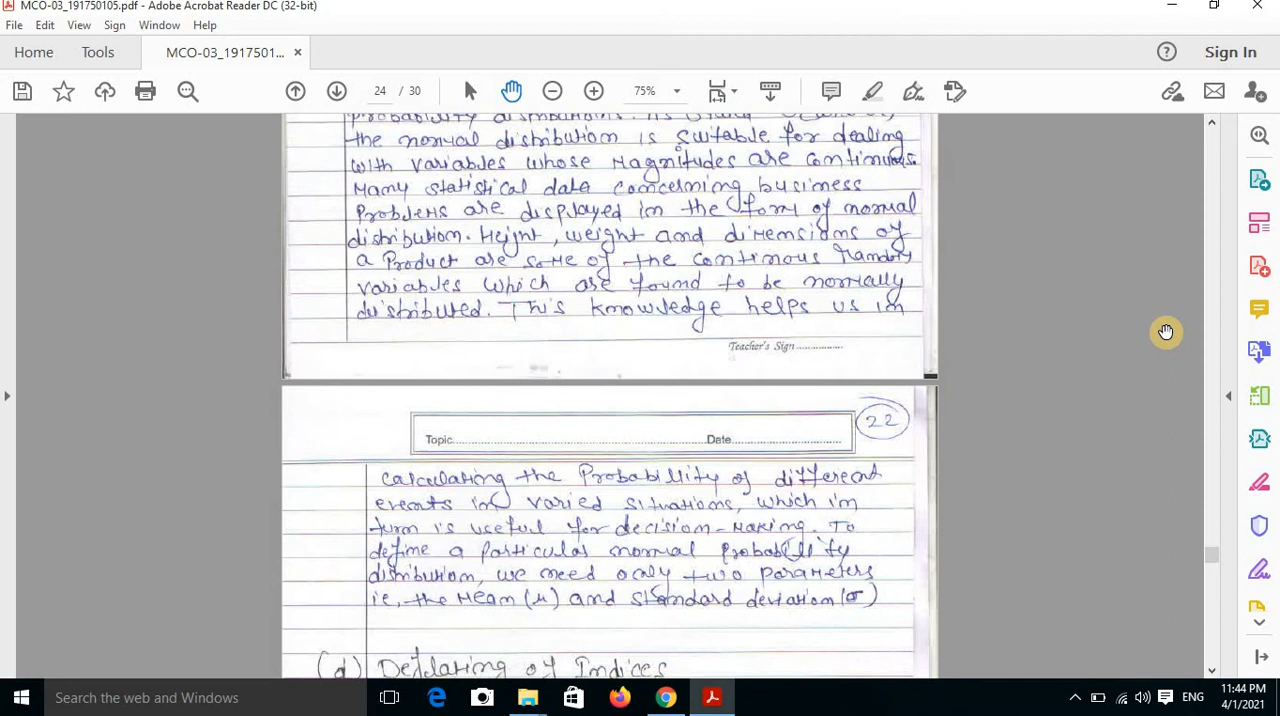 MCO-03_191750105.pdf - Adobe Acrobat Reader DC (32-bit)
File Edit View Sign Window Help
Home Tools MCO-03_1917501... × Sign In
24 / 30 75%
the normal distribution is suitable for dealing
with variables whose Magnitudes are continuous.
Many statistical data concerning business
Problems are displayed in the form of normal
distribution. Height, weight and dimensions of
a Product are some of the continous random
variables which are found to be normally
distributed. This knowledge helps us in
Teacher's Sign...............
22
Topic.......................................................................Date...............................
calculating the Probability of different
events in varied situations, which in
turn is useful for decision-Making. To
define a particular normal probability
distribution, we need only two parameters
i.e, the Mean (μ) and standard deviation (σ)
(d) Deflating of Indices
Search the web and Windows
ENG
11:44 PM
4/1/2021